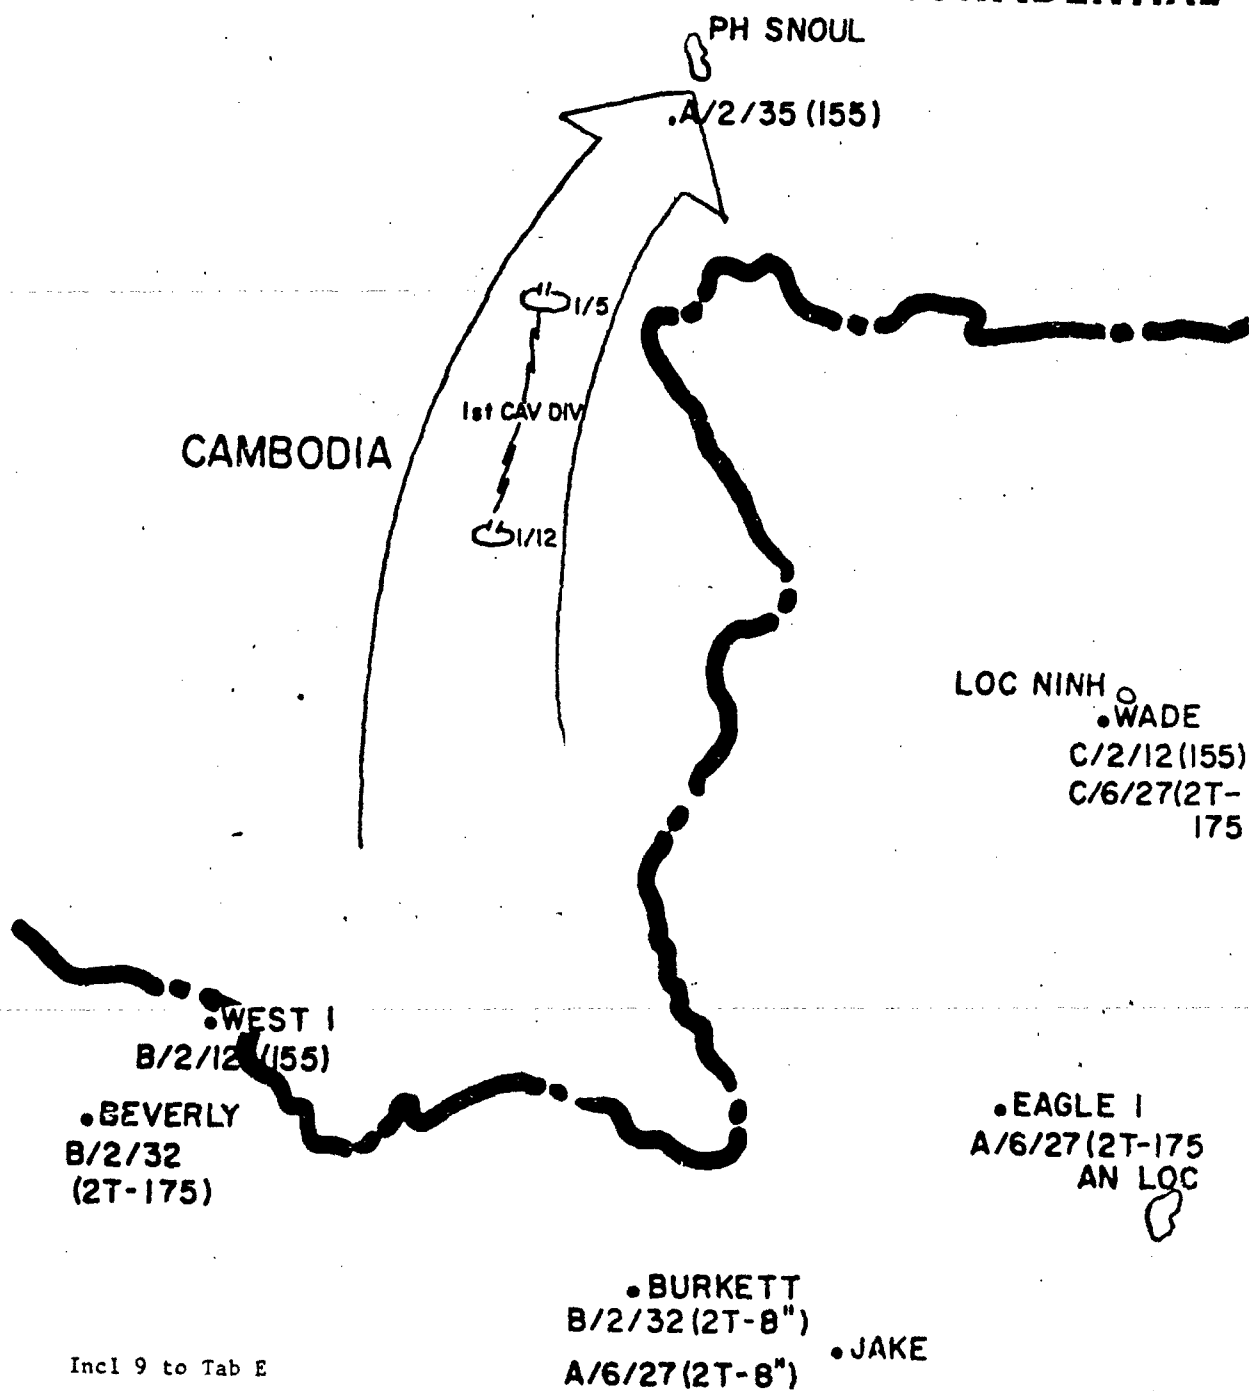 PH SNOUL
.A/2/35 (155)
1/5
1st CAV DIV
CAMBODIA
1/12
LOC NINH
WADE
C/2/12 (155)
C/6/27(2T-
175
WEST I
B/2/12 (155)
BEVERLY
B/2/32
(2T-175)
EAGLE I
A/6/27(2T-175
AN LOC
BURKETT
B/2/32 (2T-8")
JAKE
A/6/27 (2T-8")
Incl 9 to Tab E